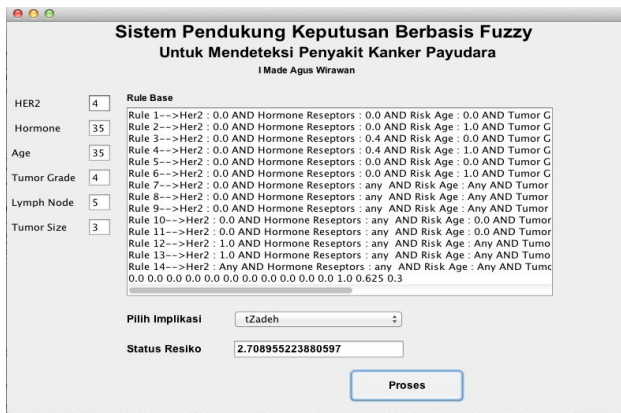 Sistem Pendukung Keputusan Berbasis Fuzzy
Untuk Mendeteksi Penyakit Kanker Payudara
I Made Agus Wirawan
HER2 4
Hormone 35
Age 35
Tumor Grade 4
Lymph Node 5
Tumor Size 3
Rule Base
Rule 1-->Her2 : 0.0 AND Hormone Reseptors : 0.0 AND Risk Age : 0.0 AND Tumor G
Rule 2-->Her2 : 0.0 AND Hormone Reseptors : 0.0 AND Risk Age : 1.0 AND Tumor G
Rule 3-->Her2 : 0.0 AND Hormone Reseptors : 0.4 AND Risk Age : 0.0 AND Tumor G
Rule 4-->Her2 : 0.0 AND Hormone Reseptors : 0.4 AND Risk Age : 1.0 AND Tumor G
Rule 5-->Her2 : 0.0 AND Hormone Reseptors : 0.0 AND Risk Age : 0.0 AND Tumor G
Rule 6-->Her2 : 0.0 AND Hormone Reseptors : 0.0 AND Risk Age : 1.0 AND Tumor G
Rule 7-->Her2 : 0.0 AND Hormone Reseptors : any AND Risk Age : Any AND Tumor
Rule 8-->Her2 : 0.0 AND Hormone Reseptors : any AND Risk Age : Any AND Tumor
Rule 9-->Her2 : 0.0 AND Hormone Reseptors : any AND Risk Age : Any AND Tumor
Rule 10-->Her2 : 0.0 AND Hormone Reseptors : any AND Risk Age : 0.0 AND Tumor
Rule 11-->Her2 : 0.0 AND Hormone Reseptors : any AND Risk Age : 0.0 AND Tumor
Rule 12-->Her2 : 1.0 AND Hormone Reseptors : any AND Risk Age : Any AND Tumo
Rule 13-->Her2 : 1.0 AND Hormone Reseptors : any AND Risk Age : Any AND Tumo
Rule 14-->Her2 : Any AND Hormone Reseptors : any AND Risk Age : Any AND Tumc
0.0 0.0 0.0 0.0 0.0 0.0 0.0 0.0 0.0 0.0 0.0 1.0 0.625 0.3
Pilih Implikasi tZadeh
Status Resiko 2.708955223880597
Proses